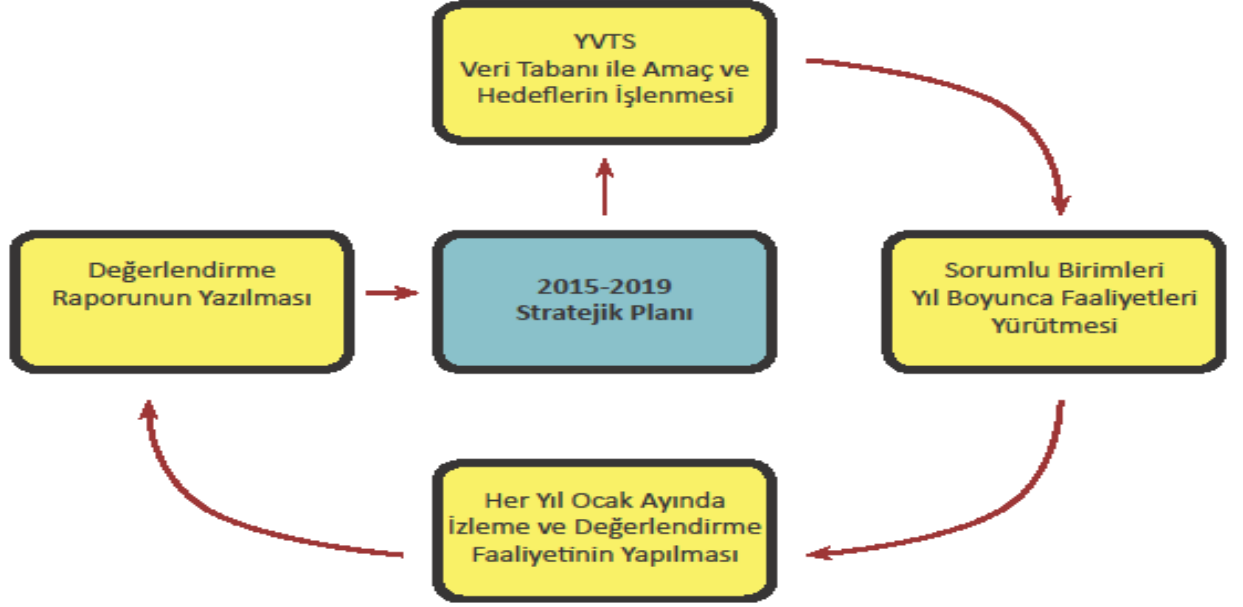 YVTS
Veri Tabanı ile Amaç ve
Hedeflerin İşlenmesi
Değerlendirme
Raporunun Yazılması
2015-2019
Stratejik Planı
Sorumlu Birimleri
Yıl Boyunca Faaliyetleri
Yürütmesi
Her Yıl Ocak Ayında
İzleme ve Değerlendirme
Faaliyetinin Yapılması